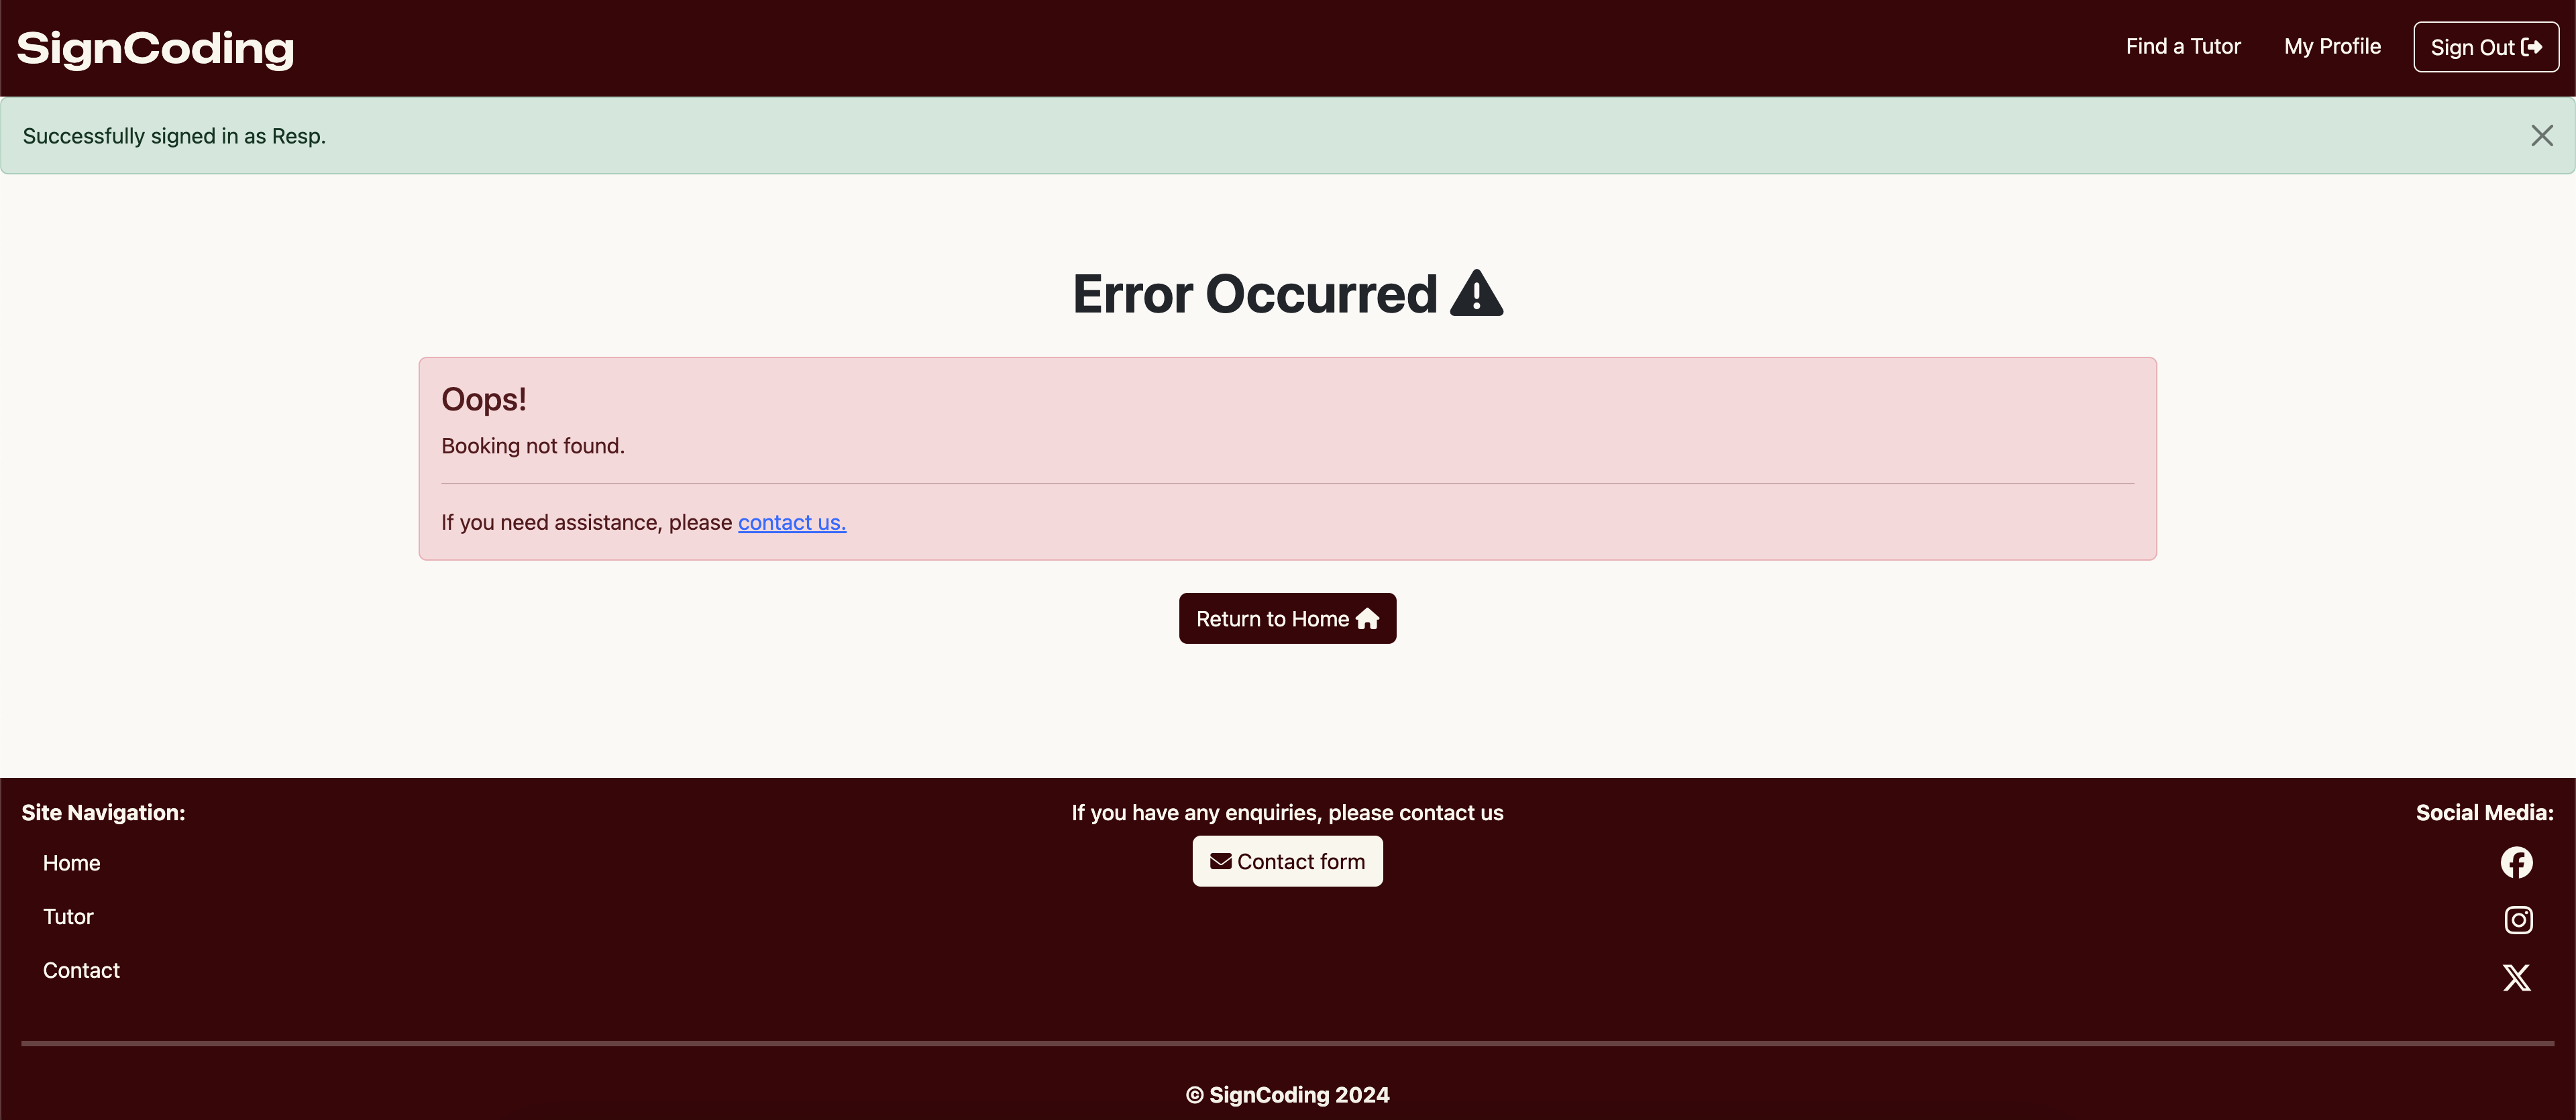 SignCoding
Find a Tutor
My Profile
Sign Out
Successfully signed in as Resp.
Error Occurred
Oops!
Booking not found.
If you need assistance, please contact us.
Return to Home
Site Navigation:
Home
Tutor
Contact
If you have any enquiries, please contact us
Contact form
Social Media:
© SignCoding 2024